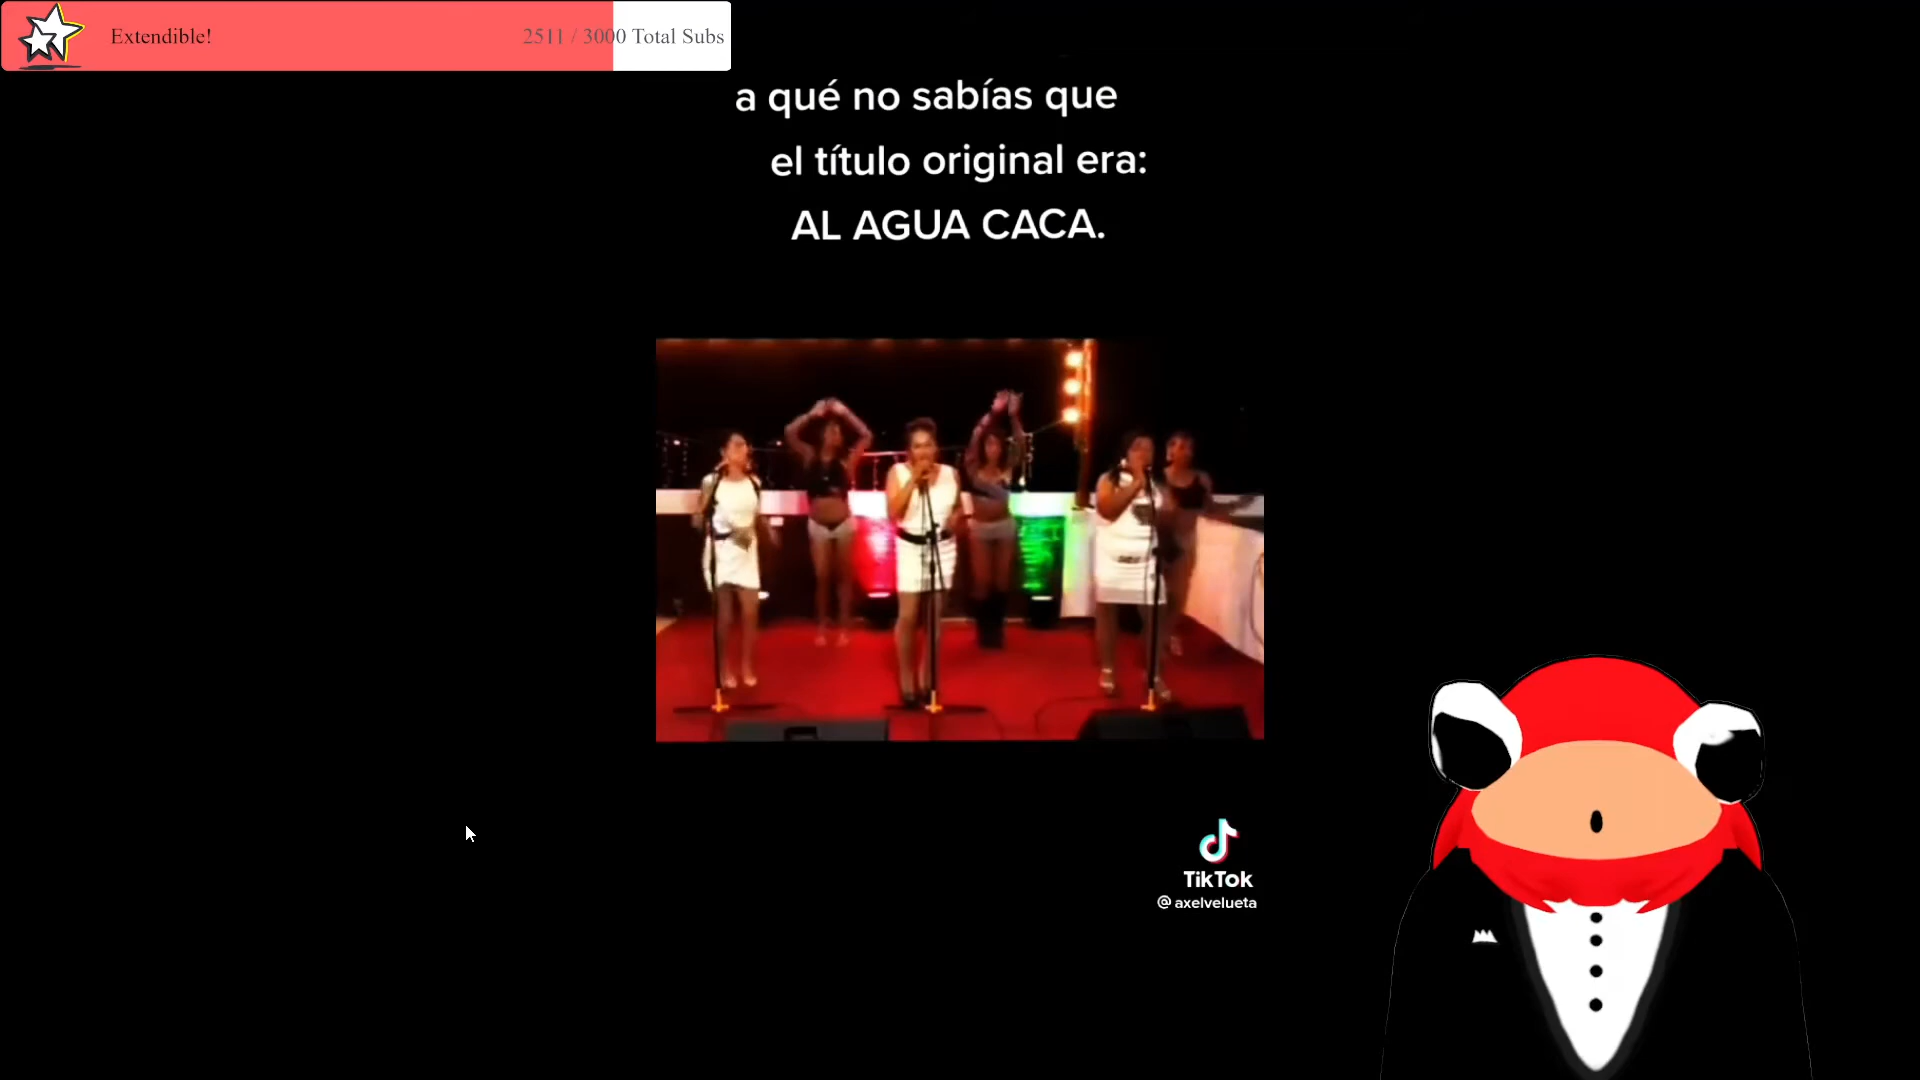 Extendible!
2511 / 3000 Total Subs
a qué no sabías que
el título original era:
AL AGUA CACA.
TikTok
@axelvelueta